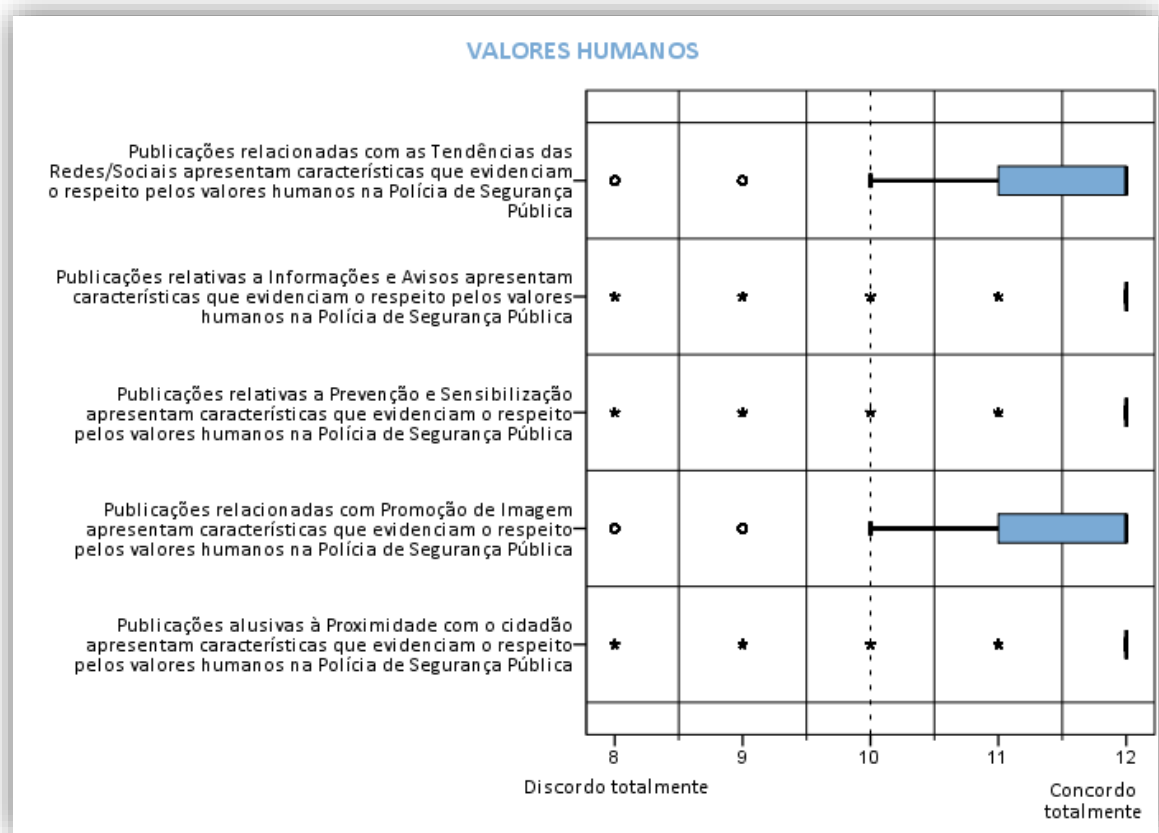 VALORES HUMANOS
Publicações relacionadas com as Tendências das
Redes/Sociais apresentam características que evidenciam
o respeito pelos valores humanos na Polícia de Segurança
Pública
Publicações relativas a Informações e Avisos apresentam
características que evidenciam o respeito pelos valores
humanos na Polícia de Segurança Pública
Publicações relativas a Prevenção e Sensibilização
apresentam características que evidenciam o respeito
pelos valores humanos na Polícia de Segurança Pública
Publicações relacionadas com Promoção de Imagem
apresentam características que evidenciam o respeito
pelos valores humanos na Polícia de Segurança Pública
Publicações alusivas à Proximidade com o cidadão
apresentam características que evidenciam o respeito
pelos valores humanos na Polícia de Segurança Pública
8 9 10 11 12
Discordo totalmente
Concordo
totalmente